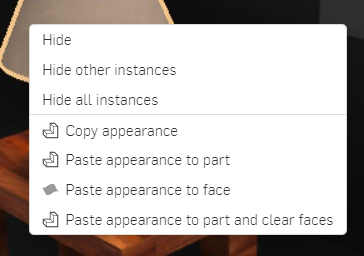 Hide
Hide other instances
Hide all instances
Copy appearance
Paste appearance to part
Paste appearance to face
Paste appearance to part and clear faces